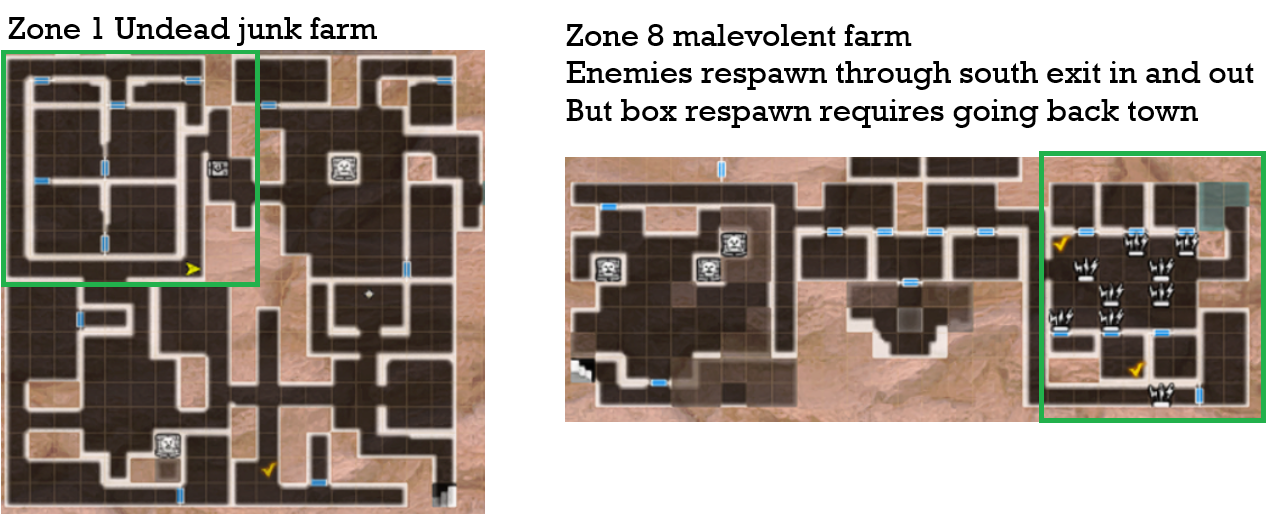 Zone 1 Undead junk farm
Zone 8 malevolent farm
Enemies respawn through south exit in and out
But box respawn requires going back town